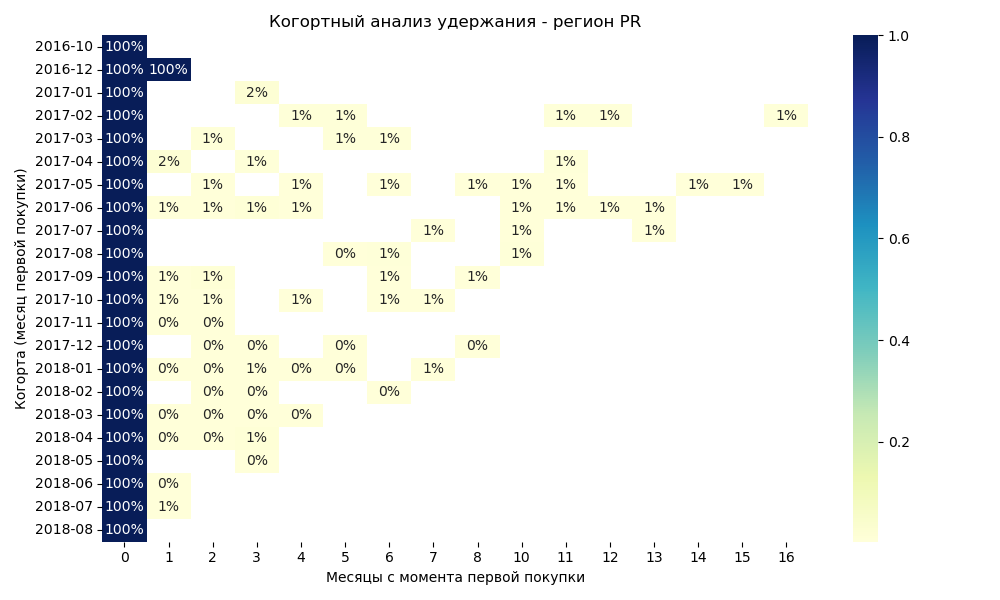 Когортный анализ удержания - регион PR
Когорта (месяц первой покупки)
2016-10 100%
2016-12 100% 100%
2017-01 100% 2%
2017-02 100% 1% 1% 1% 1% 1%
2017-03 100% 1% 1% 1%
2017-04 100% 2% 1% 1%
2017-05 100% 1% 1% 1% 1% 1% 1% 1% 1%
2017-06 100% 1% 1% 1% 1% 1% 1% 1% 1%
2017-07 100% 1% 1% 1%
2017-08 100% 0% 1% 1%
2017-09 100% 1% 1% 1% 1%
2017-10 100% 1% 1% 1% 1% 1%
2017-11 100% 0% 0%
2017-12 100% 0% 0% 0% 0%
2018-01 100% 0% 0% 1% 0% 0% 1%
2018-02 100% 0% 0% 0%
2018-03 100% 0% 0% 0% 0%
2018-04 100% 0% 0% 1%
2018-05 100% 0%
2018-06 100% 0%
2018-07 100% 1%
2018-08 100%
0 1 2 3 4 5 6 7 8 10 11 12 13 14 15 16
Месяцы с момента первой покупки
1.0
0.8
0.6
0.4
0.2